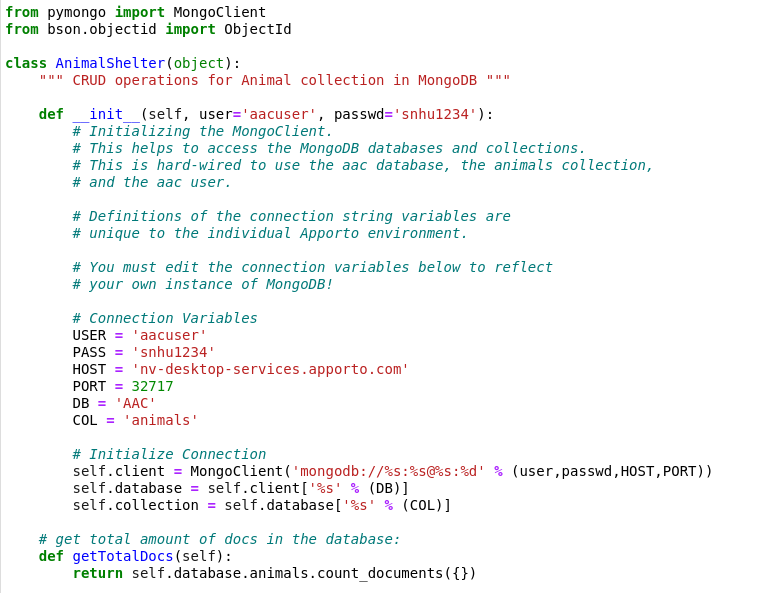 from pymongo import MongoClient
from bson.objectid import ObjectId

class AnimalShelter(object):
    """ CRUD operations for Animal collection in MongoDB """

    def __init__(self, user='aacuser', passwd='snhu1234'):
        # Initializing the MongoClient.
        # This helps to access the MongoDB databases and collections.
        # This is hard-wired to use the aac database, the animals collection,
        # and the aac user.

        # Definitions of the connection string variables are
        # unique to the individual Apporto environment.

        # You must edit the connection variables below to reflect
        # your own instance of MongoDB!

        # Connection Variables
        USER = 'aacuser'
        PASS = 'snhu1234'
        HOST = 'nv-desktop-services.apporto.com'
        PORT = 32717
        DB = 'AAC'
        COL = 'animals'

        # Initialize Connection
        self.client = MongoClient('mongodb://%s:%s@%s:%d' % (user,passwd,HOST,PORT))
        self.database = self.client['%s' % (DB)]
        self.collection = self.database['%s' % (COL)]

    # get total amount of docs in the database:
    def getTotalDocs(self):
        return self.database.animals.count_documents({})